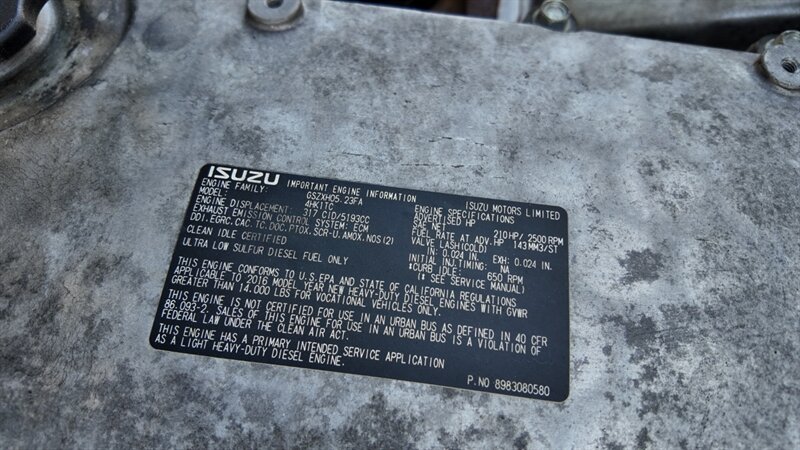 ISUZU IMPORTANT ENGINE INFORMATION ISUZU MOTORS LIMITED
ENGINE FAMILY: GSZXH05.23FA
MODEL: 4HK1TC
ENGINE DISPLACEMENT: 317 CID/5193CC
EXHAUST EMISSION CONTROL SYSTEM: ECM
DDI.EGRC.CAC.TC.DOC.PTOX.SCR-U.AMOX.NOS(2)
CLEAN IDLE CERTIFIED
ULTRA LOW SULFUR DIESEL FUEL ONLY
ENGINE SPECIFICATIONS
ADVERTISED HP 210HP/ 2500RPM
SAE NET
FUEL RATE AT ADV.HP 143MM3/ST
VALVE LASH(COLD)
IN: 0.024 IN. EXH: 0.024 IN.
INITIAL INJ.TIMING: NA
*CURB IDLE: 650 RPM
(* SEE SERVICE MANUAL)
THIS ENGINE CONFORMS TO U.S.EPA AND STATE OF CALIFORNIA REGULATIONS
APPLICABLE TO 2016 MODEL YEAR NEW HEAVY-DUTY DIESEL ENGINES WITH GVWR
GREATER THAN 14.000 LBS FOR VOCATIONAL VEHICLES ONLY.
THIS ENGINE IS NOT CERTIFIED FOR USE IN AN URBAN BUS AS DEFINED IN 40 CFR
86.093-2. SALES OF THIS ENGINE FOR USE IN AN URBAN BUS IS A VIOLATION OF
FEDERAL LAW UNDER THE CLEAN AIR ACT.
THIS ENGINE HAS A PRIMARY INTENDED SERVICE APPLICATION
AS A LIGHT HEAVY-DUTY DIESEL ENGINE.
P.NO 8983080580